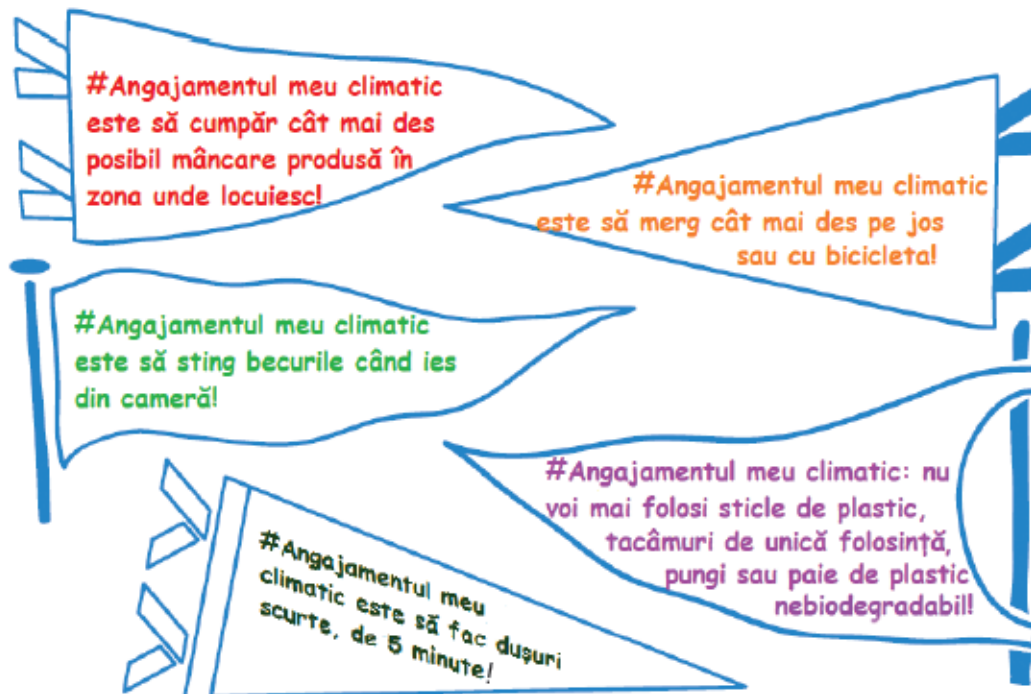 #Angajamentul meu climatic
este să cumpăr cât mai des
posibil mâncare produsă în
zona unde locuiesc!
#Angajamentul meu climatic
este să merg cât mai des pe jos
sau cu bicicleta!
#Angajamentul meu climatic
este să sting becurile când ies
din cameră!
#Angajamentul meu climatic: nu
voi mai folosi sticle de plastic,
tacâmuri de unică folosință,
pungi sau paie de plastic
nebiodegradabil!
#Angajamentul meu
climatic este să fac dușuri
scurte, de 5 minute!